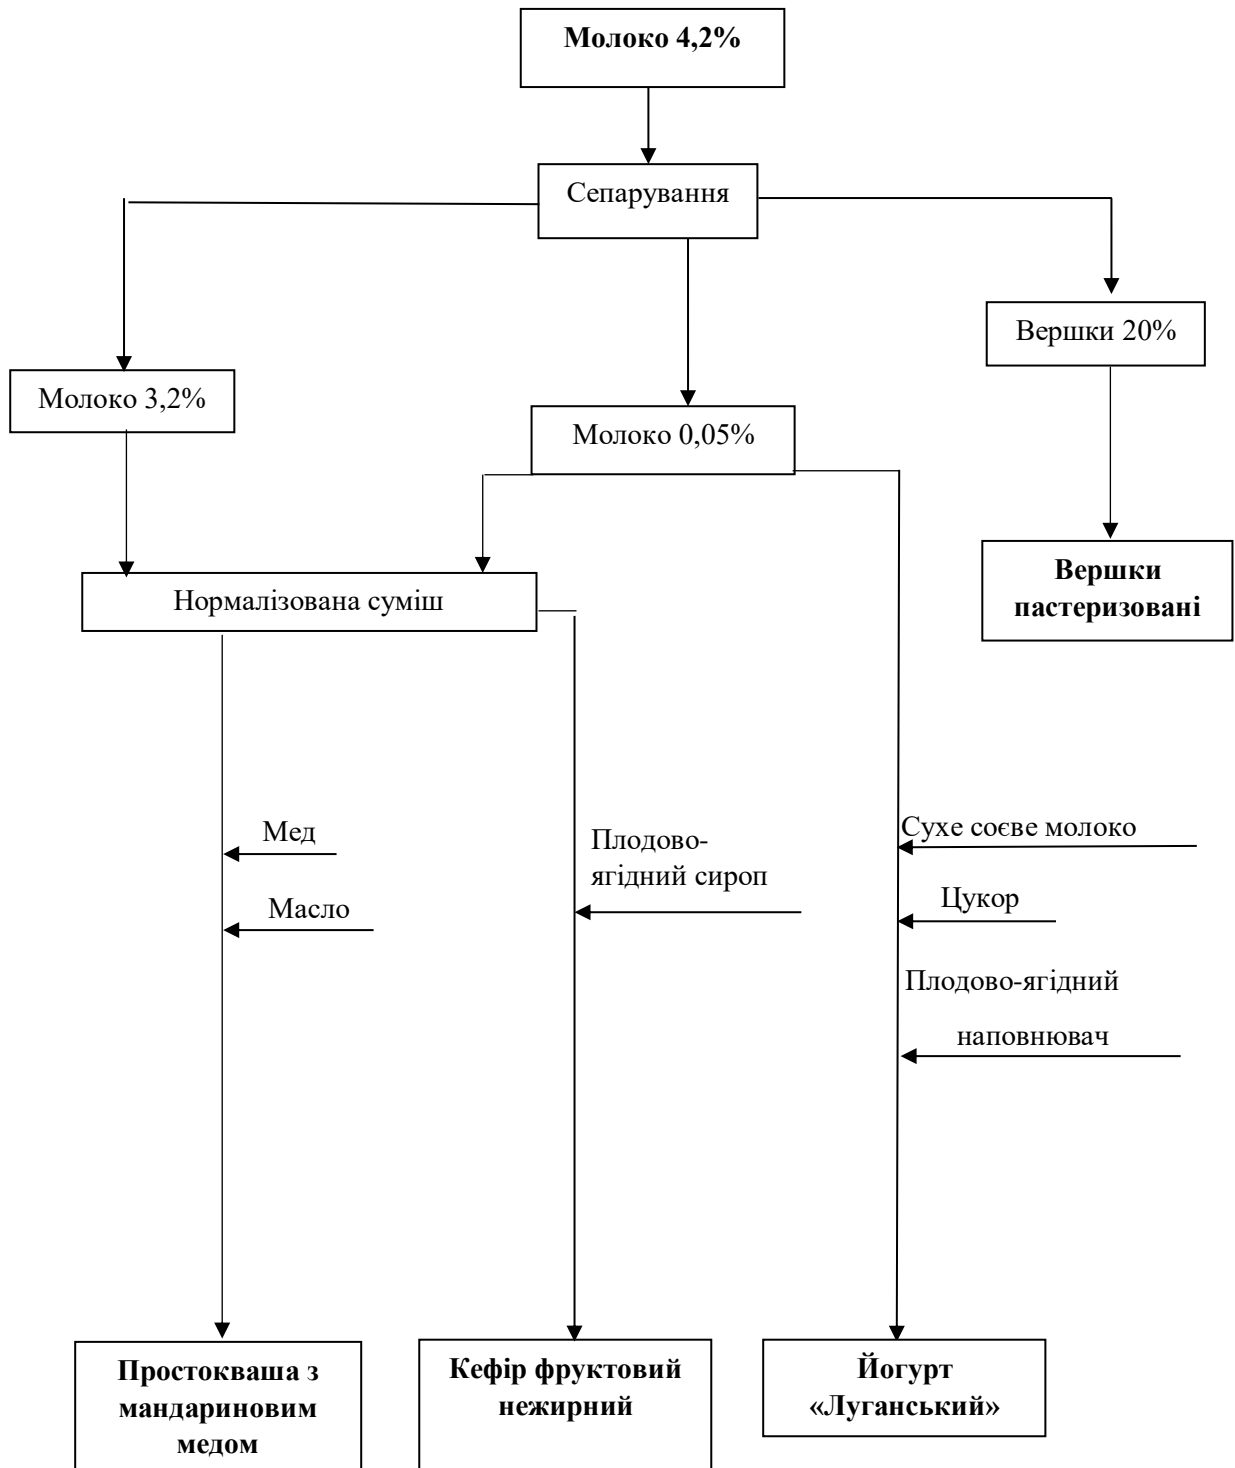 Молоко 4,2%
Сепарування
Вершки 20%
Молоко 3,2%
Молоко 0,05%
Вершки
пастеризовані
Нормалізована суміш
Мед
Масло
Плодово-
ягідний сироп
Сухе соєве молоко
Цукор
Плодово-ягідний
наповнювач
Простокваша з
мандариновим
медом
Кефір фруктовий
нежирний
Йогурт
«Луганський»